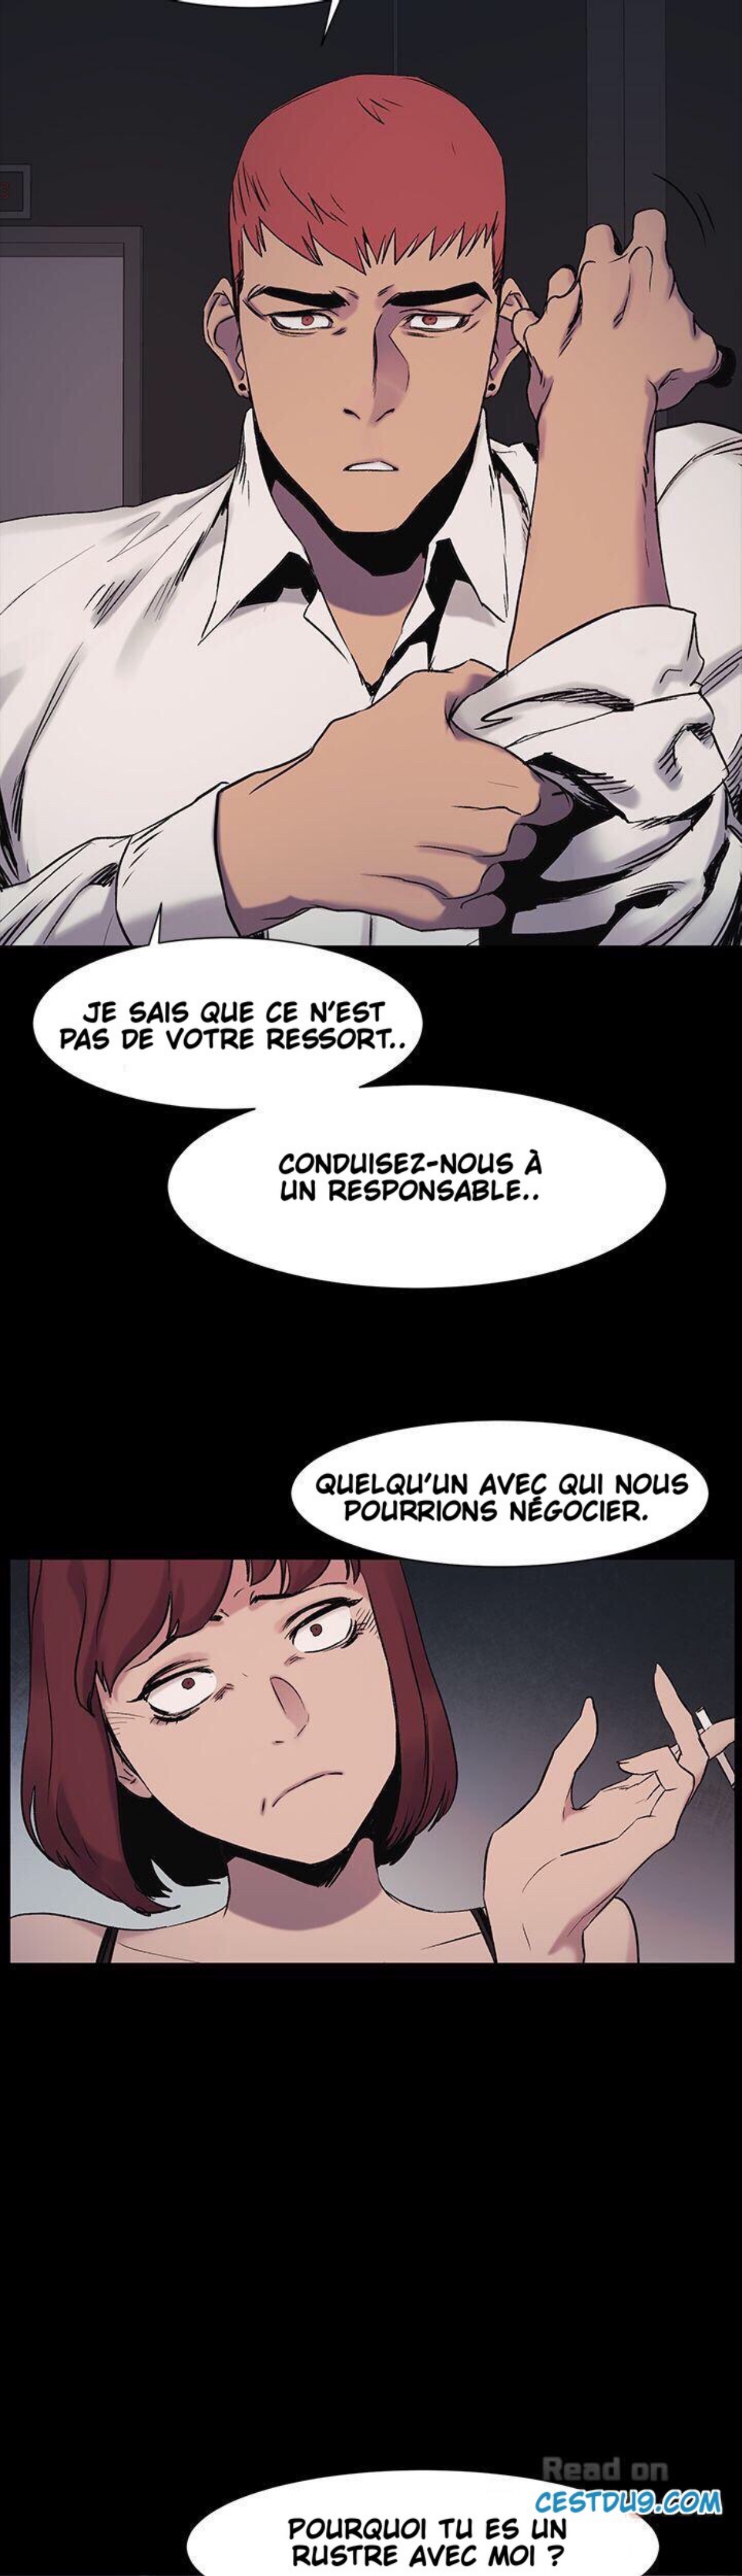 JE SAIS QUE CE N'EST
PAS DE VOTRE RESSORT..
CONDUISEZ-NOUS À
UN RESPONSABLE..
QUELQU'UN AVEC QUI NOUS
POURRIONS NÉGOCIER.
Read on
CESTDU9.COM
POURQUOI TU ES UN
RUSTRE AVEC MOI ?